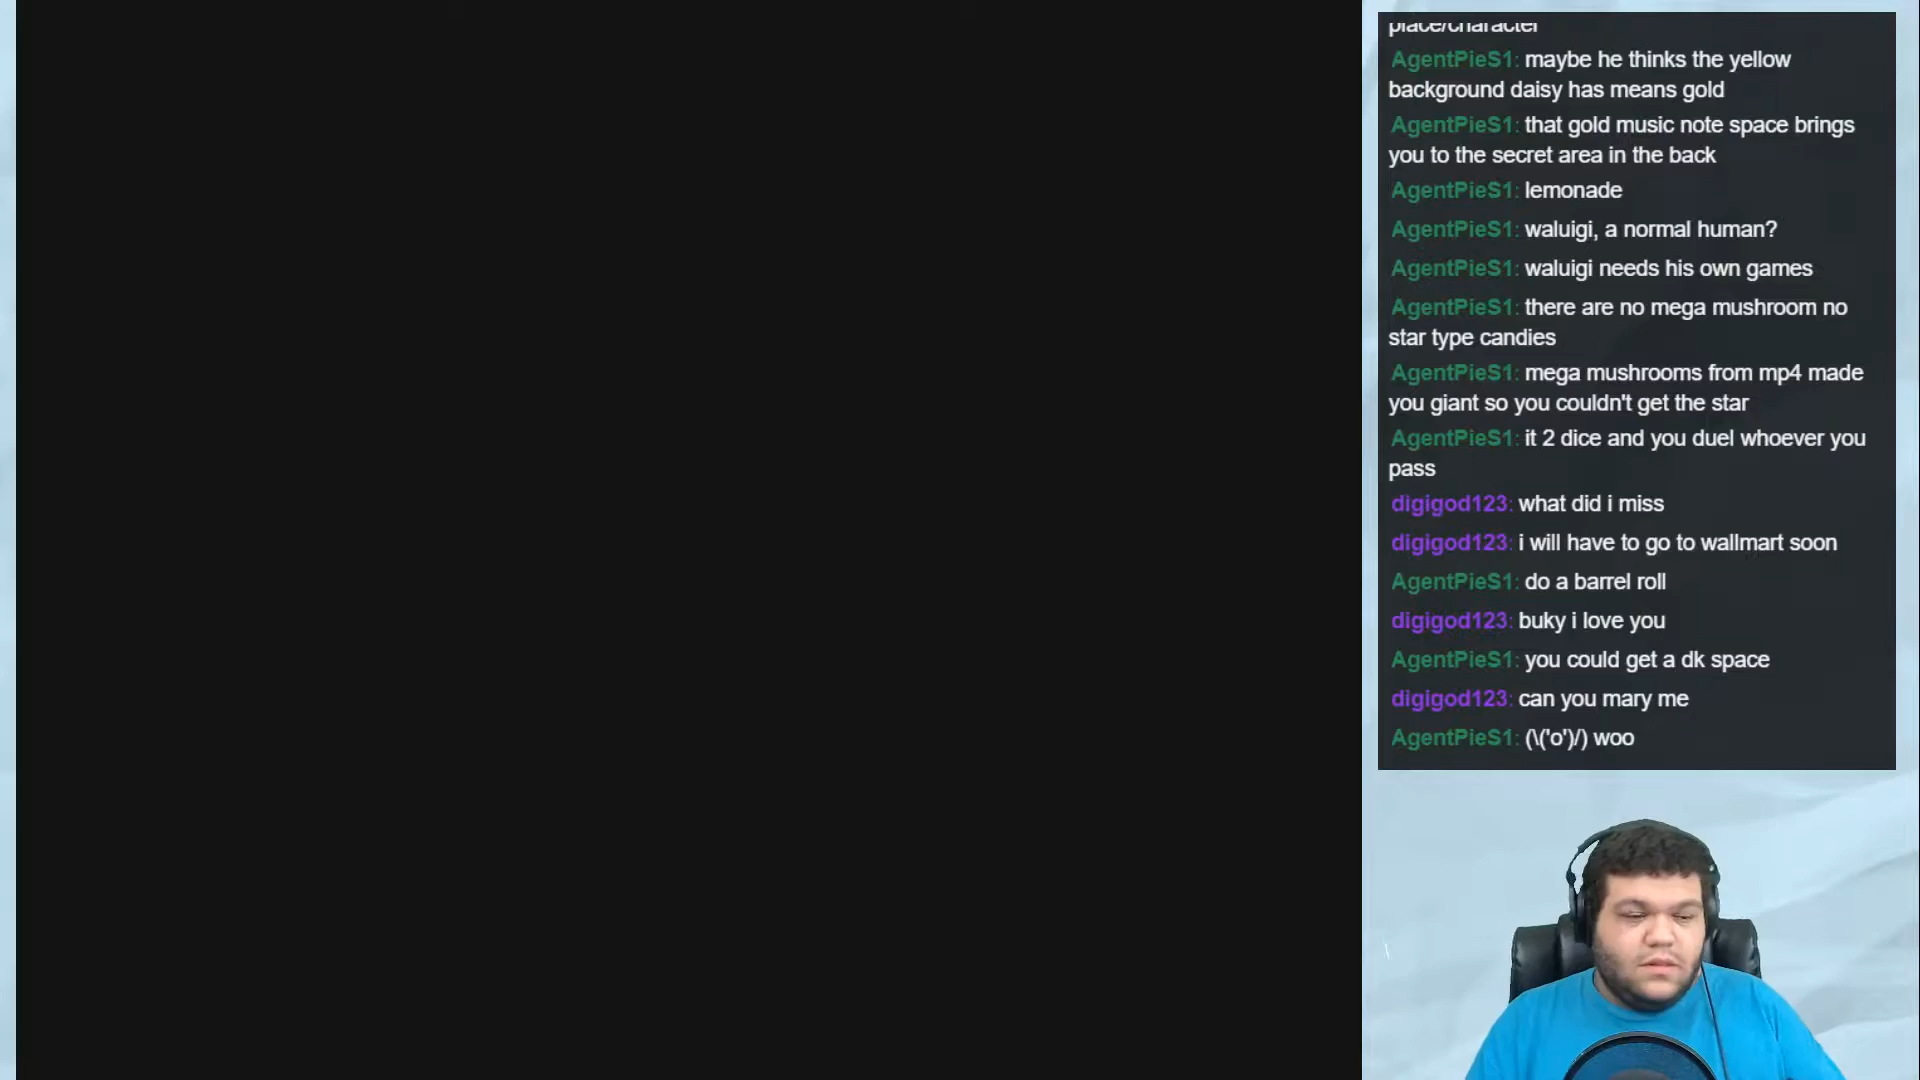 place/character
AgentPieS1: maybe he thinks the yellow
background daisy has means gold
AgentPieS1: that gold music note space brings
you to the secret area in the back
AgentPieS1: lemonade
AgentPieS1: waluigi, a normal human?
AgentPieS1: waluigi needs his own games
AgentPieS1: there are no mega mushroom no
star type candies
AgentPieS1: mega mushrooms from mp4 made
you giant so you couldn't get the star
AgentPieS1: it 2 dice and you duel whoever you
pass
digigod123: what did i miss
digigod123: i will have to go to wallmart soon
AgentPieS1: do a barrel roll
digigod123: buky i love you
AgentPieS1: you could get a dk space
digigod123: can you mary me
AgentPieS1: (\('o')/) woo